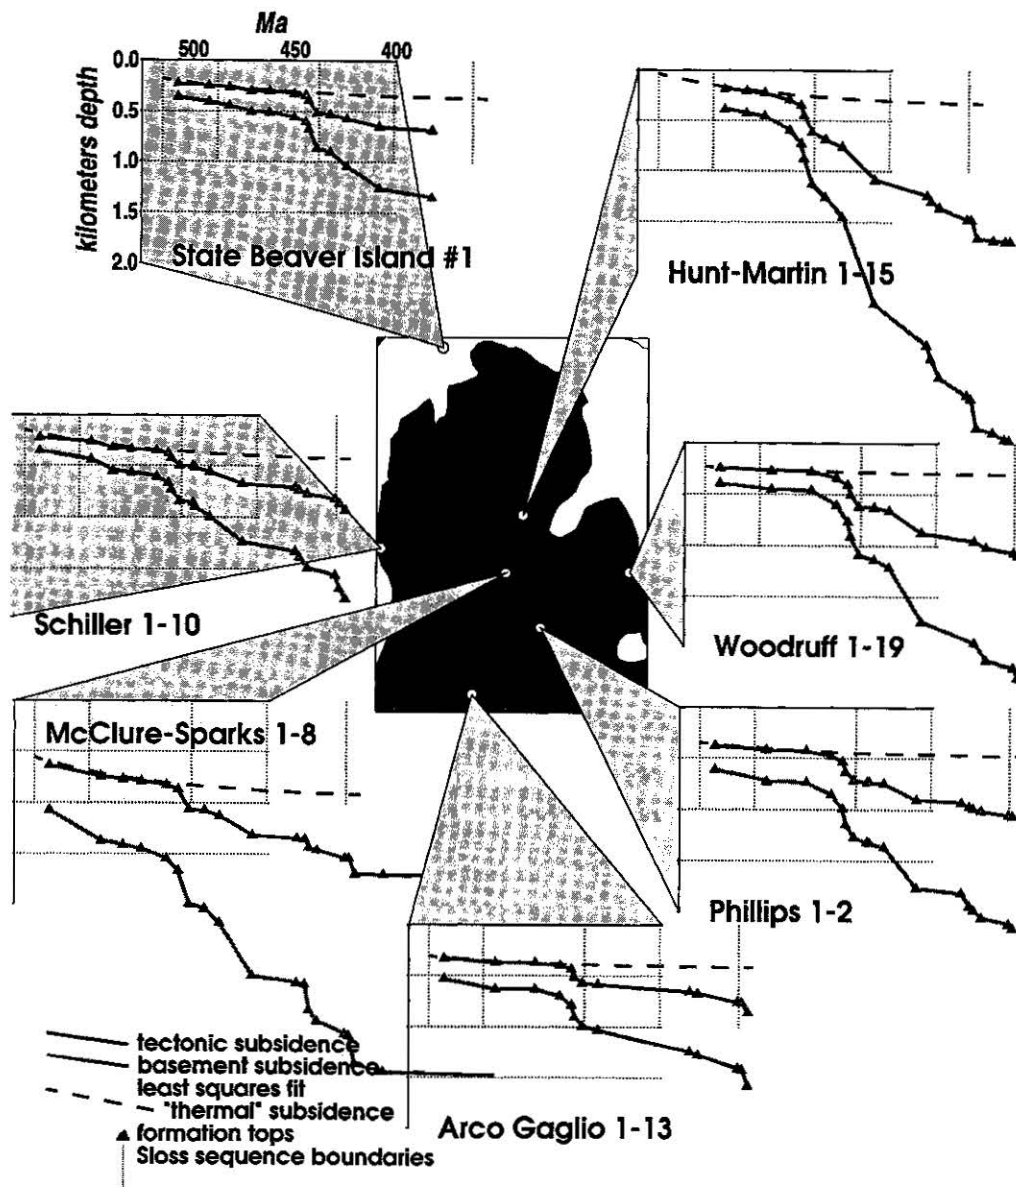 Ma
500 450 400
0.0
0.5
1.0
1.5
2.0
kilometers depth
State Beaver Island #1
Hunt-Martin 1-15
Schiller 1-10
Woodruff 1-19
McClure-Sparks 1-8
Phillips 1-2
Arco Gaglio 1-13
tectonic subsidence
basement subsidence
least squares fit
"thermal" subsidence
formation tops
Sloss sequence boundaries